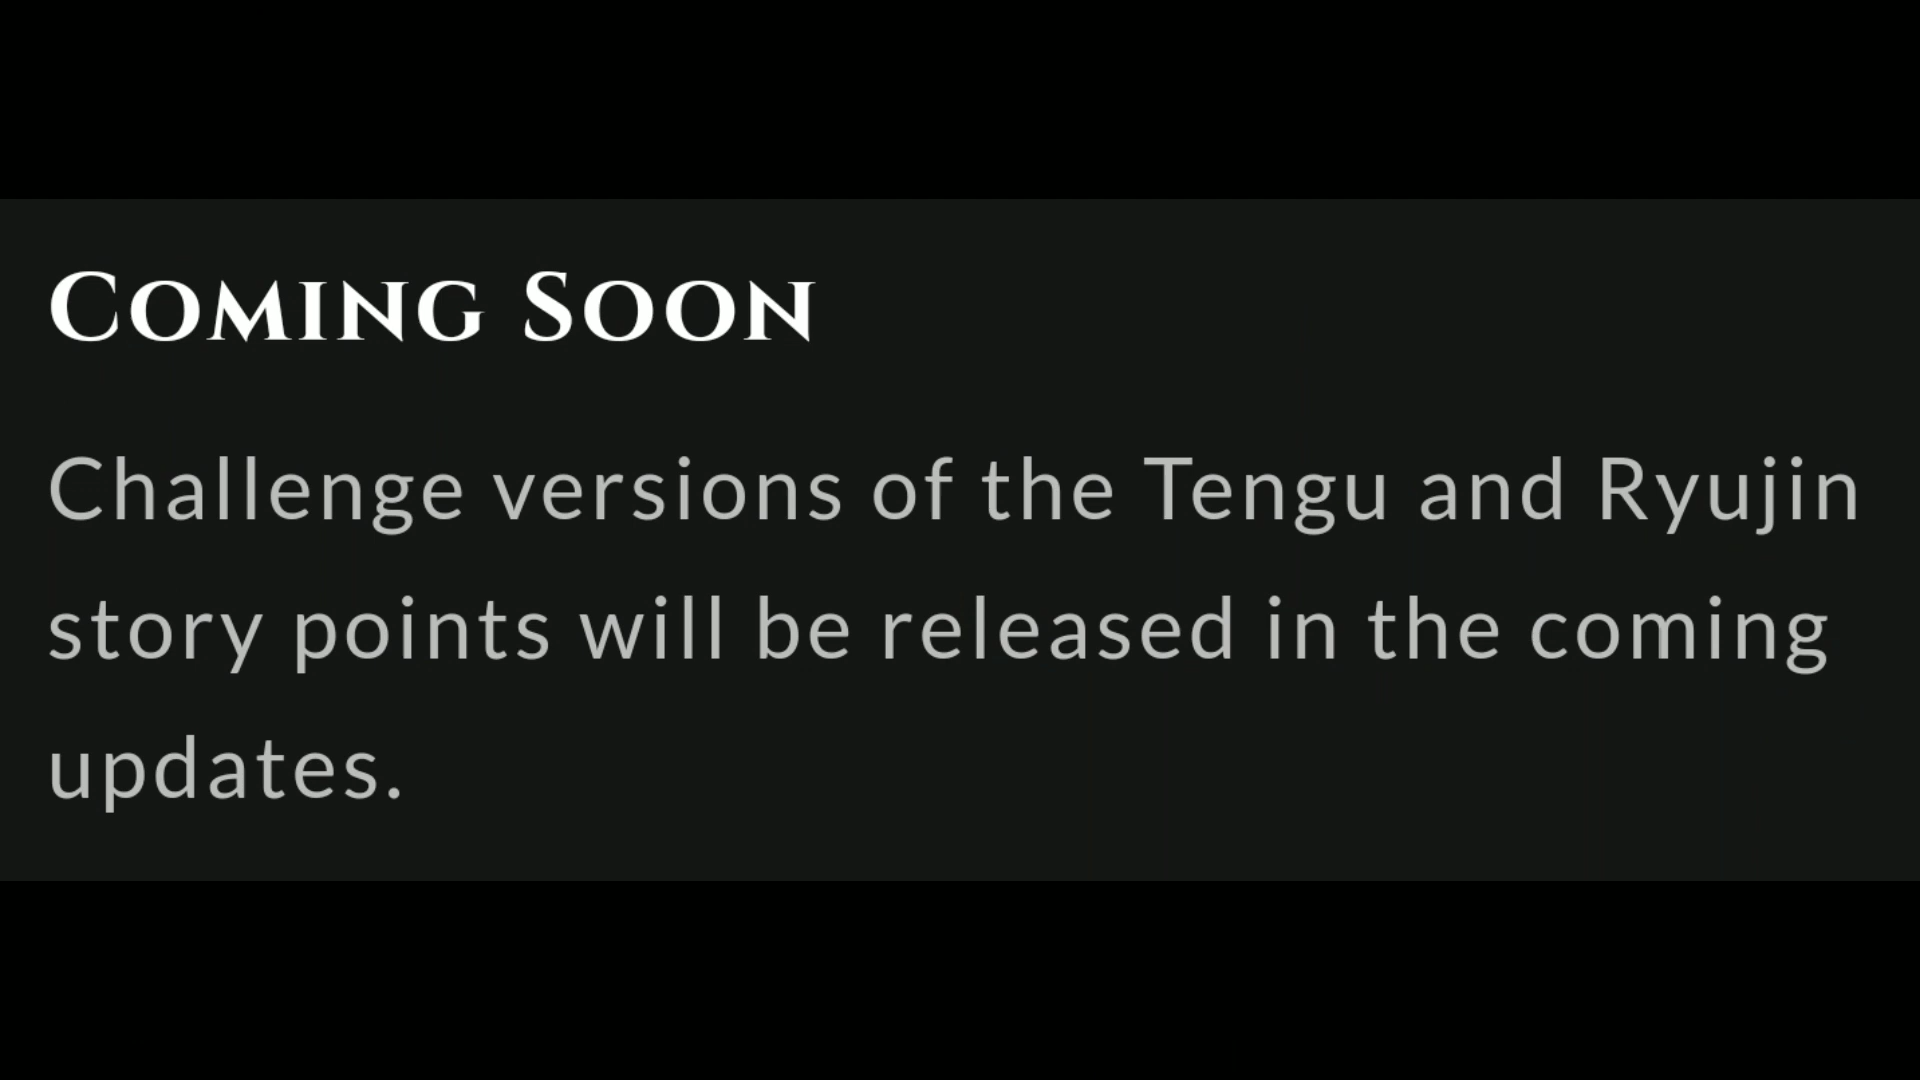 Coming Soon
Challenge versions of the Tengu and Ryujin
story points will be released in the coming
updates.